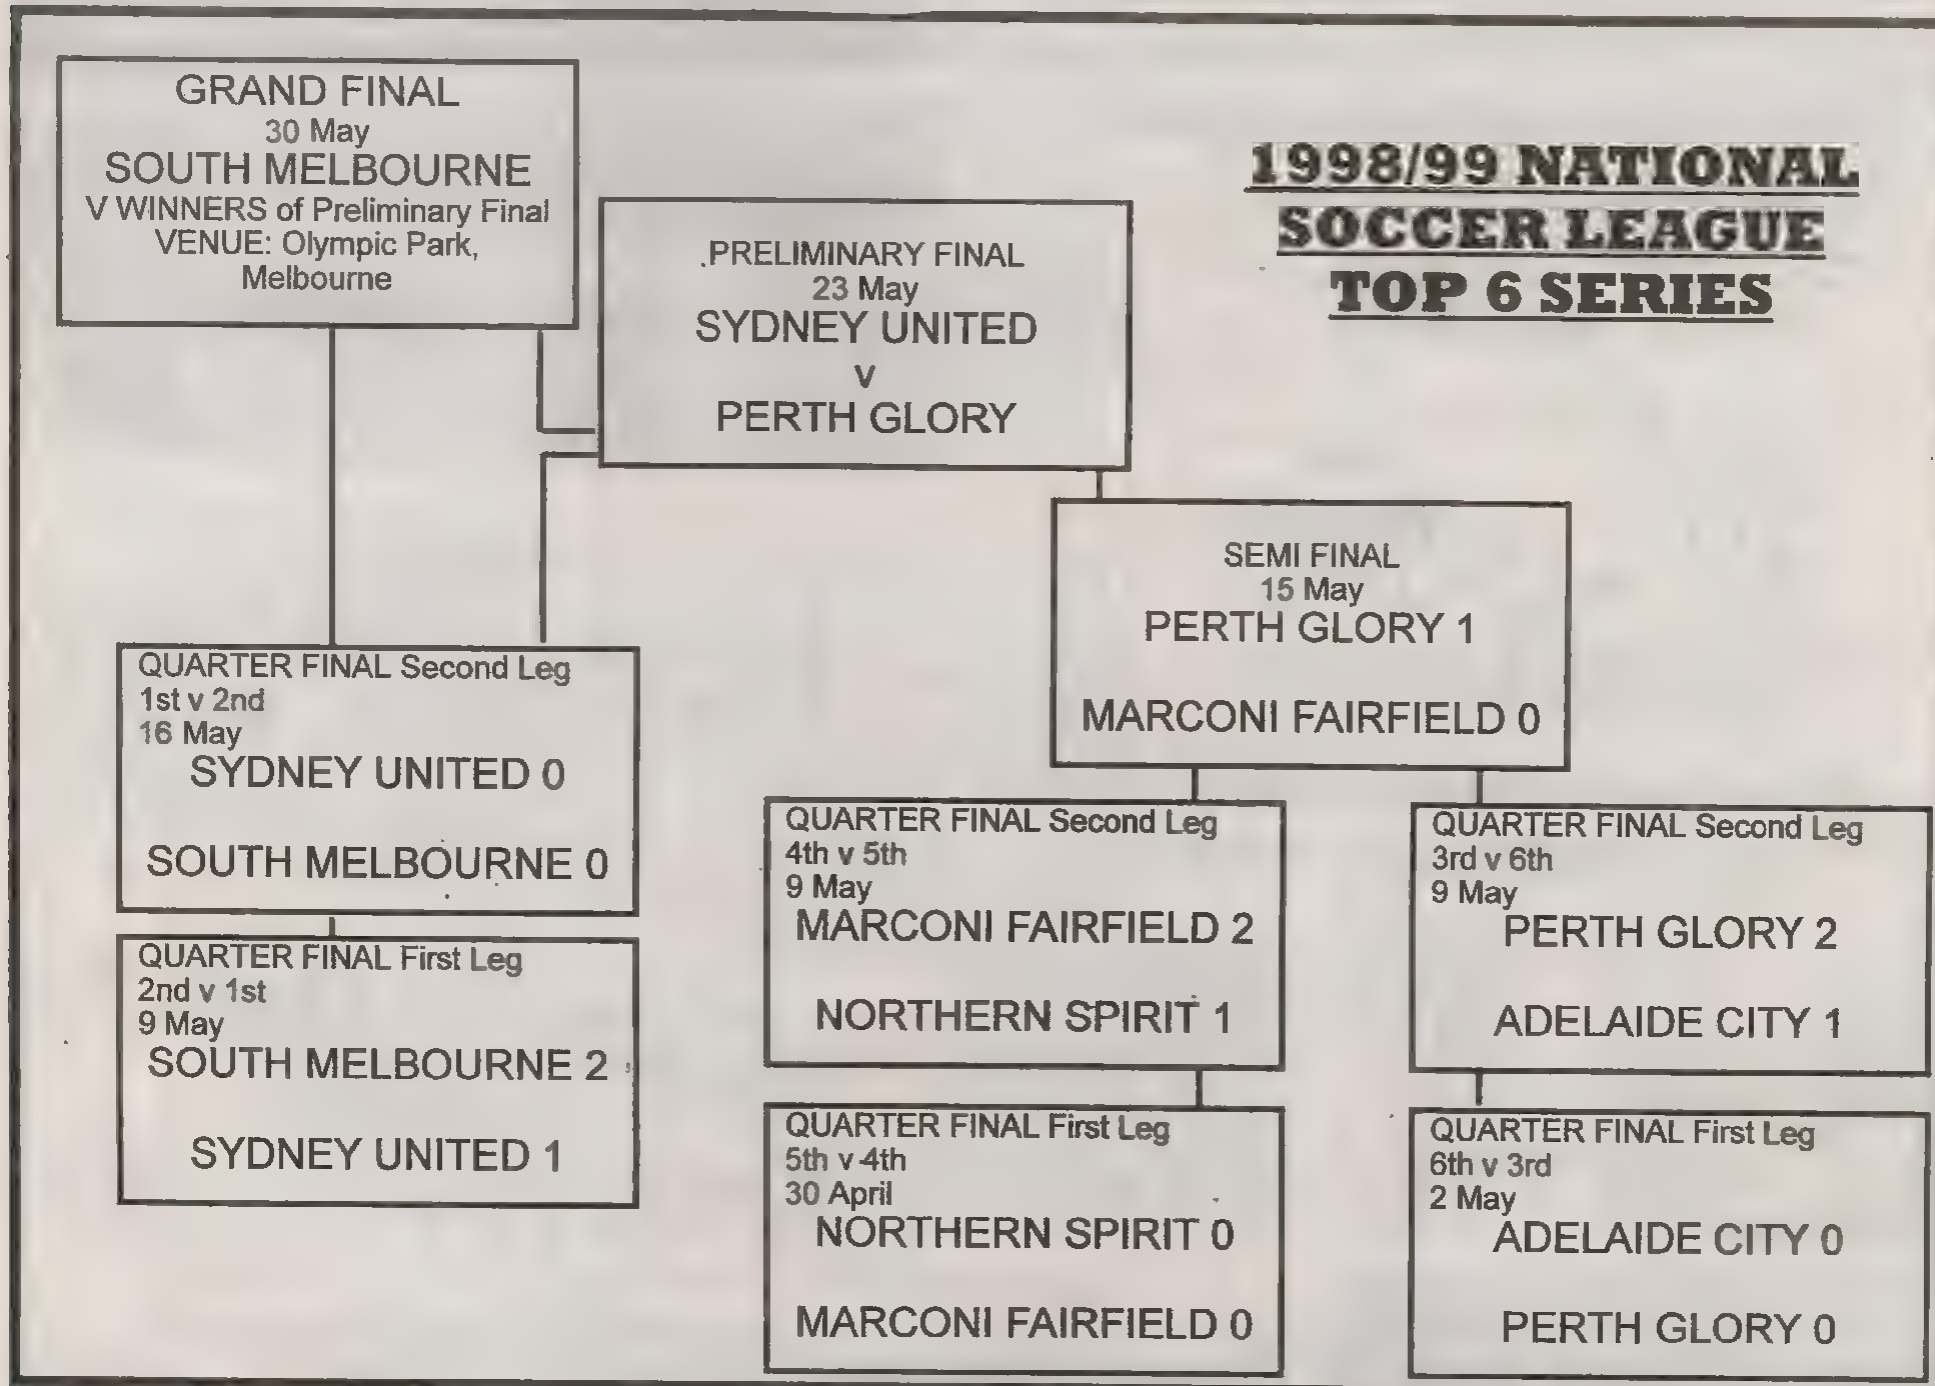 GRAND FINAL
30 May
SOUTH MELBOURNE
V WINNERS of Preliminary Final
VENUE: Olympic Park,
Melbourne
1998/99 NATIONAL
SOCCER LEAGUE
TOP 6 SERIES
PRELIMINARY FINAL
23 May
SYDNEY UNITED
v
PERTH GLORY
SEMI FINAL
15 May
PERTH GLORY 1
MARCONI FAIRFIELD 0
QUARTER FINAL Second Leg
1st v 2nd
16 May
SYDNEY UNITED 0
SOUTH MELBOURNE 0
QUARTER FINAL First Leg
2nd v 1st
9 May
SOUTH MELBOURNE 2
SYDNEY UNITED 1
QUARTER FINAL Second Leg
4th v 5th
9 May
MARCONI FAIRFIELD 2
NORTHERN SPIRIT 1
QUARTER FINAL First Leg
5th v 4th
30 April
NORTHERN SPIRIT 0
MARCONI FAIRFIELD 0
QUARTER FINAL Second Leg
3rd v 6th
9 May
PERTH GLORY 2
ADELAIDE CITY 1
QUARTER FINAL First Leg
6th v 3rd
2 May
ADELAIDE CITY 0
PERTH GLORY 0